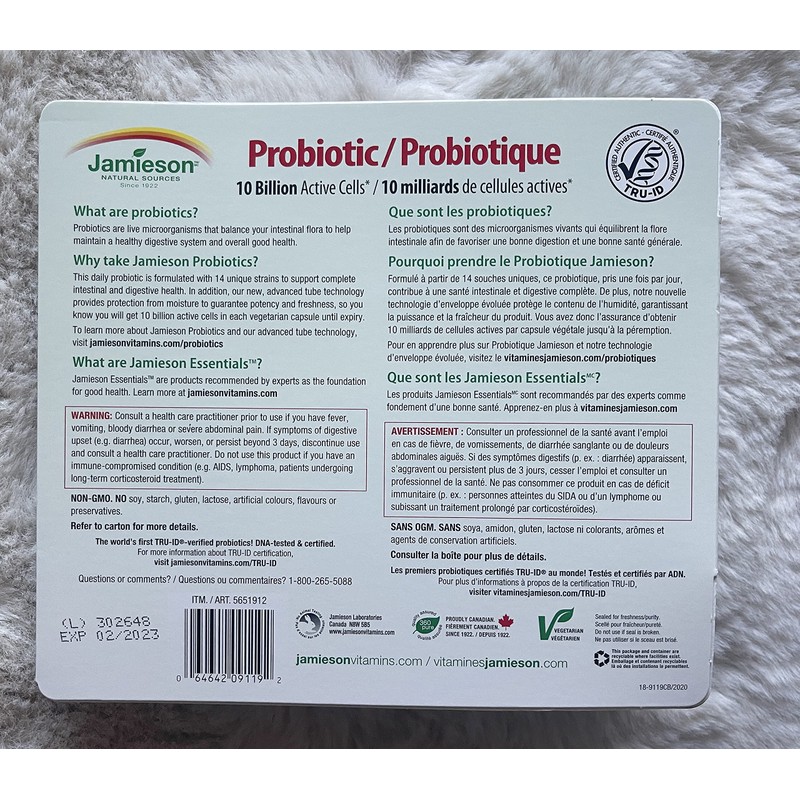 Jamieson
NATURAL SOURCES
Since 1922
Probiotic / Probiotique
10 Billion Active Cells* / 10 milliards de cellules actives*
CERTIFIED AUTHENTIC · CERTIFIÉ AUTHENTIQUE
TRU-ID
®
What are probiotics?
Probiotics are live microorganisms that balance your intestinal flora to help
maintain a healthy digestive system and overall good health.
Why take Jamieson Probiotics?
This daily probiotic is formulated with 14 unique strains to support complete
intestinal and digestive health. In addition, our new, advanced tube technology
provides protection from moisture to guarantee potency and freshness, so you
know you will get 10 billion active cells in each vegetarian capsule until expiry.
To learn more about Jamieson Probiotics and our advanced tube technology,
visit jamiesonvitamins.com/probiotics
What are Jamieson Essentials™?
Jamieson Essentials™ are products recommended by experts as the foundation
for good health. Learn more at jamiesonvitamins.com
WARNING: Consult a health care practitioner prior to use if you have fever,
vomiting, bloody diarrhea or severe abdominal pain. If symptoms of digestive
upset (e.g. diarrhea) occur, worsen, or persist beyond 3 days, discontinue use
and consult a health care practitioner. Do not use this product if you have an
immune-compromised condition (e.g. AIDS, lymphoma, patients undergoing
long-term corticosteroid treatment).
NON-GMO. NO soy, starch, gluten, lactose, artificial colours, flavours or
preservatives.
Refer to carton for more details.
The world's first TRU-ID®-verified probiotics! DNA-tested & certified.
For more information about TRU-ID certification,
visit jamiesonvitamins.com/TRU-ID
Questions or comments? / Questions ou commentaires? 1-800-265-5088
Que sont les probiotiques?
Les probiotiques sont des microorganismes vivants qui équilibrent la flore
intestinale afin de favoriser une bonne digestion et une bonne santé générale.
Pourquoi prendre le Probiotique Jamieson?
Formulé à partir de 14 souches uniques, ce probiotique, pris une fois par jour,
contribue à une santé intestinale et digestive complète. De plus, notre nouvelle
technologie d'enveloppe évoluée protège le contenu de l'humidité, garantissant
la puissance et la fraîcheur du produit. Vous avez donc l'assurance d'obtenir
10 milliards de cellules actives par capsule végétale jusqu'à la péremption.
Pour en apprendre plus sur Probiotique Jamieson et notre technologie
d'enveloppe évoluée, visitez le vitaminesjamieson.com/probiotiques
Que sont les Jamieson Essentials MC?
Les produits Jamieson Essentials MC sont recommandés par des experts comme
fondement d'une bonne santé. Apprenez-en plus à vitaminesjamieson.com
AVERTISSEMENT : Consulter un professionnel de la santé avant l'emploi
en cas de fièvre, de vomissements, de diarrhée sanglante ou de douleurs
abdominales aiguës. Si des symptômes digestifs (p. ex. : diarrhée) apparaissent,
s'aggravent ou persistent plus de 3 jours, cesser l'emploi et consulter un
professionnel de la santé. Ne pas consommer ce produit en cas de déficit
immunitaire (p. ex. : personnes atteintes du SIDA ou d'un lymphome ou
subissant un traitement prolongé par corticostéroïdes).
SANS OGM. SANS soya, amidon, gluten, lactose ni colorants, arômes et
agents de conservation artificiels.
Consulter la boîte pour plus de détails.
Les premiers probiotiques certifiés TRU-ID® au monde! Testés et certifiés par ADN.
Pour plus d'informations à propos de la certification TRU-ID,
visiter vitaminesjamieson.com/TRU-ID
(L) 302648
EXP 02/2023
ITM. / ART. 5651912
0 64642 09119 2
Jamieson Laboratories
Canada N8W 5B5
www.jamiesonvitamins.com
360 pure
PROUDLY CANADIAN.
FIÈREMENT CANADIEN.
SINCE 1922. / DEPUIS 1922.
VEGETARIAN
VÉGÉTARIEN
Sealed for freshness/purity.
Scellé pour fraîcheur/pureté.
Do not use if seal is broken.
Ne pas utiliser si le sceau est brisé.
This package and container are
recyclable where facilities exist.
Emballage et contenant recyclables
là où des installations existent.
jamiesonvitamins.com / vitaminesjamieson.com
18-9119CB/2020